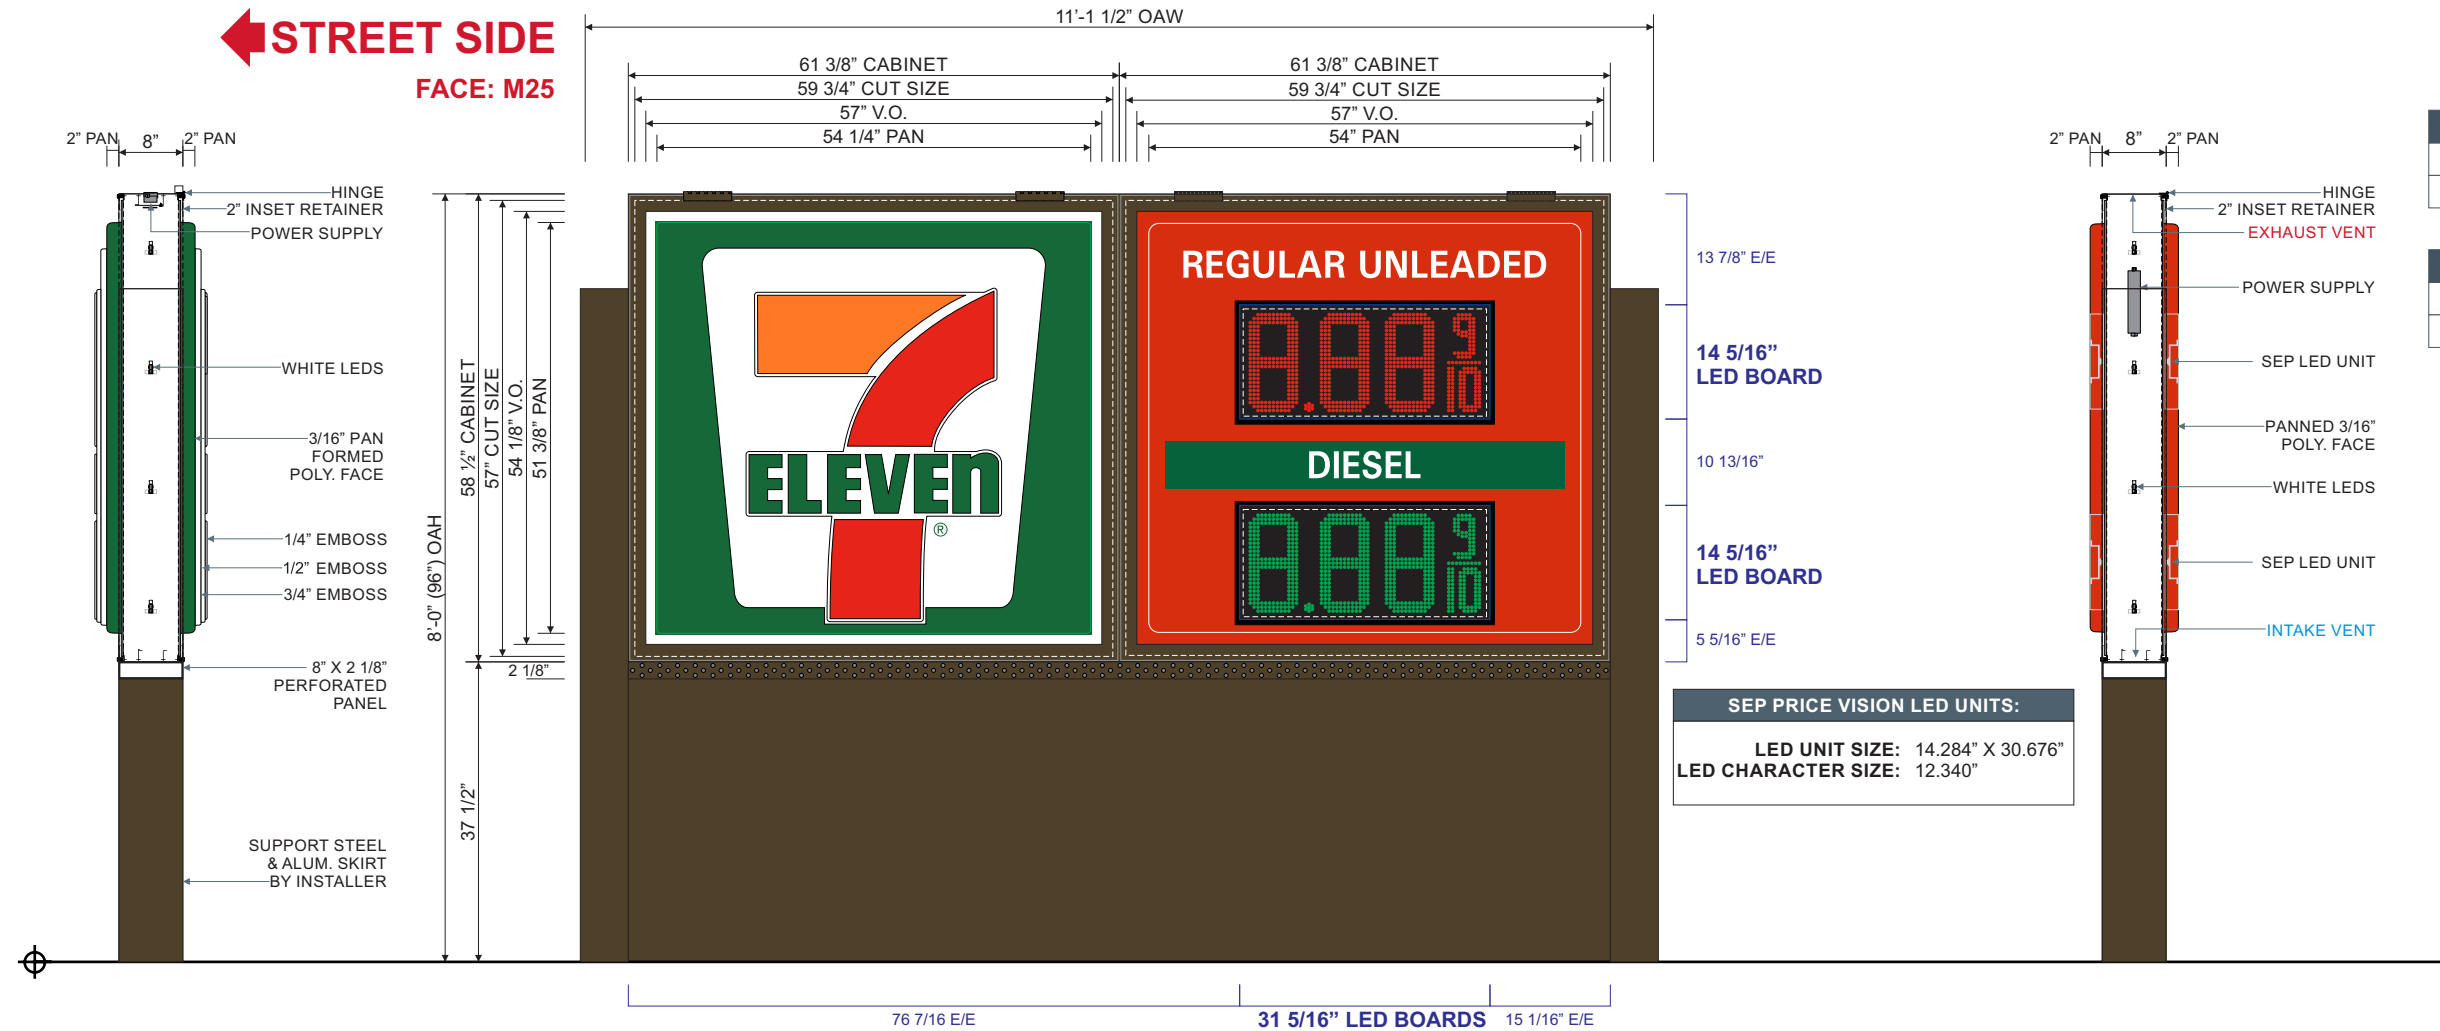 STREET SIDE
FACE: M25
11’-1 1/2” OAW
61 3/8” CABINET
61 3/8” CABINET
59 3/4” CUT SIZE
59 3/4” CUT SIZE
57” V.O.
57” V.O.
54 1/4” PAN
54” PAN
2” PAN
8”
2” PAN
HINGE
2” INSET RETAINER
POWER SUPPLY
WHITE LEDS
3/16” PAN
FORMED
POLY. FACE
1/4” EMBOSS
1/2” EMBOSS
3/4” EMBOSS
8” X 2 1/8”
PERFORATED
PANEL
SUPPORT STEEL
& ALUM. SKIRT
BY INSTALLER
8’-0” (96”) OAH
58 ½” CABINET
57” CUT SIZE
54 1/8” V.O.
51 3/8” PAN
2 1/8”
37 1/2”
7
ELEVEn
®
REGULAR UNLEADED
8.88 9/10
DIESEL
8.88 9/10
13 7/8” E/E
14 5/16”
LED BOARD
10 13/16”
14 5/16”
LED BOARD
5 5/16” E/E
SEP PRICE VISION LED UNITS:
LED UNIT SIZE: 14.284” X 30.676”
LED CHARACTER SIZE: 12.340”
76 7/16 E/E
31 5/16” LED BOARDS
15 1/16” E/E
2” PAN
8”
2” PAN
HINGE
2” INSET RETAINER
EXHAUST VENT
POWER SUPPLY
SEP LED UNIT
PANNED 3/16”
POLY. FACE
WHITE LEDS
SEP LED UNIT
INTAKE VENT